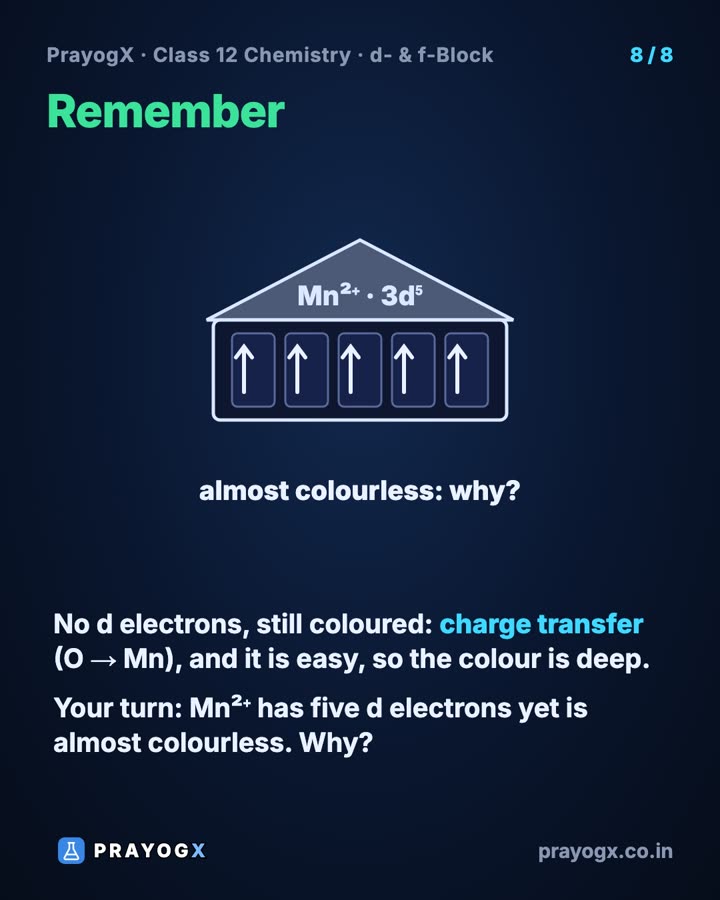 PrayogX · Class 12 Chemistry · d- & f-Block
8 / 8
Remember
Mn²⁺ · 3d⁵
almost colourless: why?
No d electrons, still coloured: charge transfer
(O → Mn), and it is easy, so the colour is deep.
Your turn: Mn²⁺ has five d electrons yet is
almost colourless. Why?
PRAYOGX
prayogx.co.in